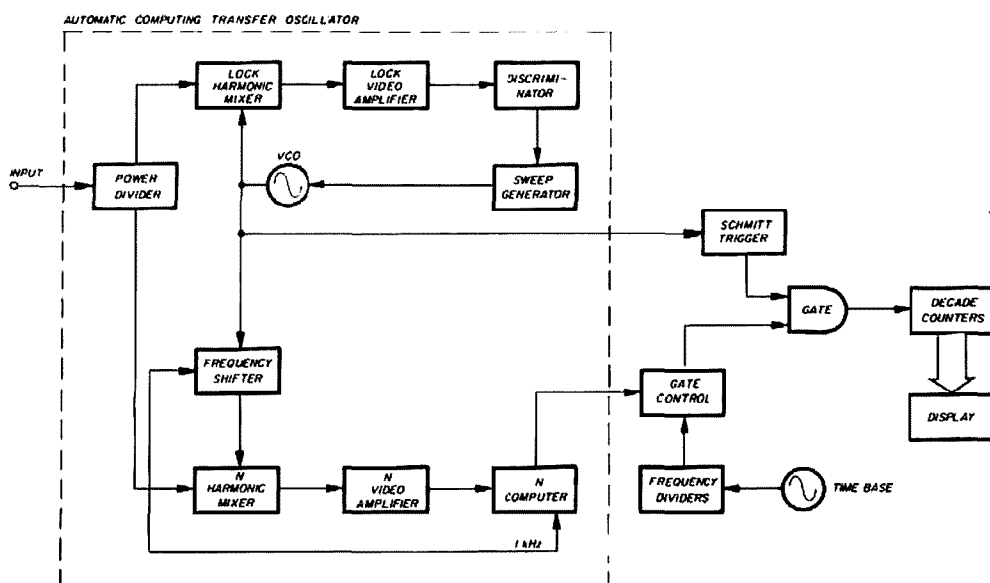 AUTOMATIC COMPUTING TRANSFER OSCILLATOR
LOCK
HARMONIC
MIXER
LOCK
VIDEO
AMPLIFIER
DISCRIMI-
NATOR
INPUT
POWER
DIVIDER
VCO
SWEEP
GENERATOR
SCHMITT
TRIGGER
GATE
DECADE
COUNTERS
FREQUENCY
SHIFTER
GATE
CONTROL
DISPLAY
N
HARMONIC
MIXER
N
VIDEO
AMPLIFIER
N
COMPUTER
FREQUENCY
DIVIDERS
TIME BASE
1 kHz